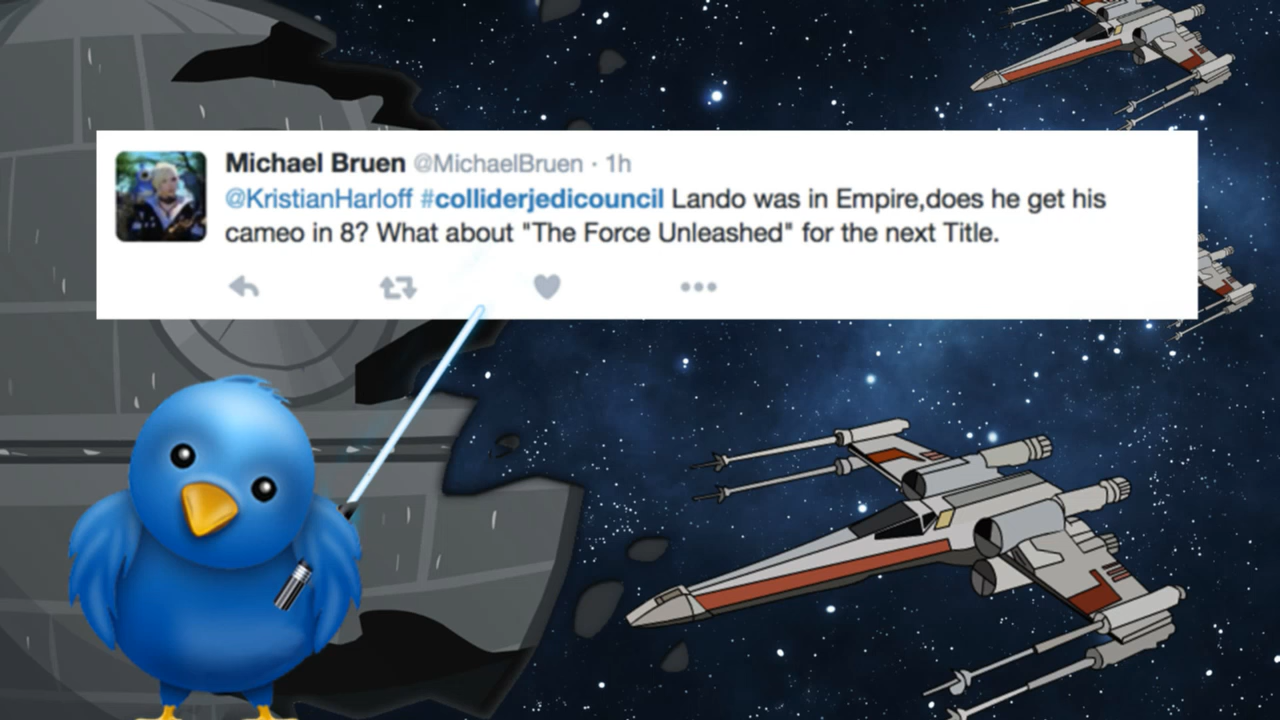 Michael Bruen @MichaelBruen · 1h
@KristianHarloff #colliderjedicouncil Lando was in Empire,does he get his
cameo in 8? What about "The Force Unleashed" for the next Title.